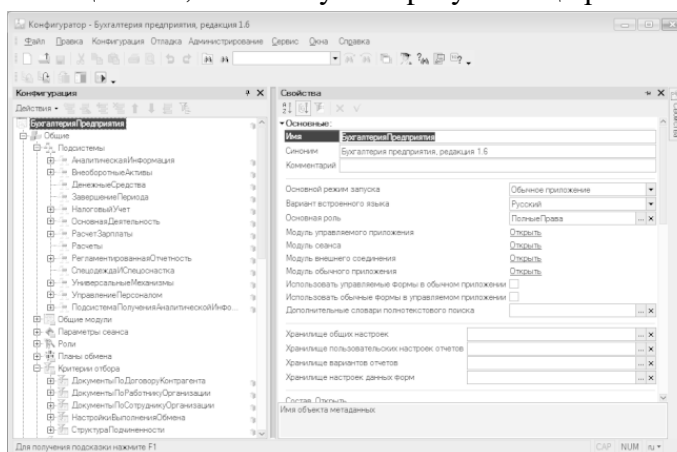 Конфигуратор - Бухгалтерия предприятия, редакция 1.6
Файл Правка Конфигурация Отладка Администрирование Сервис Окна Справка
Конфигурация
Действия
БухгалтерияПредприятия
Общие
Подсистемы
АналитическаяИнформация
ВнеоборотныеАктивы
ДенежныеСредства
ЗавершениеПериода
НалоговыйУчет
ОсновнаяДеятельность
РасчетЗарплаты
Расчеты
РегламентированнаяОтчетность
СпецодеждаИСпецоснастка
УниверсальныеМеханизмы
УправлениеПерсоналом
ПодсистемаПолученияАналитическойИнфо...
Общие модули
Параметры сеанса
Роли
Планы обмена
Критерии отбора
ДокументыПоДоговоруКонтрагента
ДокументыПоРаботникуОрганизации
ДокументыПоСотрудникуОрганизации
НастройкиВыполненияОбмена
СтруктураПодчиненности
Свойства
Основные:
Имя БухгалтерияПредприятия
Синоним Бухгалтерия предприятия, редакция 1.6
Комментарий
Основной режим запуска Обычное приложение
Вариант встроенного языка Русский
Основная роль ПолныеПрава
Модуль управляемого приложения Открыть
Модуль сеанса Открыть
Модуль внешнего соединения Открыть
Модуль обычного приложения Открыть
Использовать управляемые формы в обычном приложении
Использовать обычные формы в управляемом приложении
Дополнительные словари полнотекстового поиска
Хранилище общих настроек
Хранилище пользовательских настроек отчетов
Хранилище вариантов отчетов
Хранилище настроек данных форм
Состав Открыть
Имя объекта метаданных
Для получения подсказки нажмите F1
CAP NUM ru